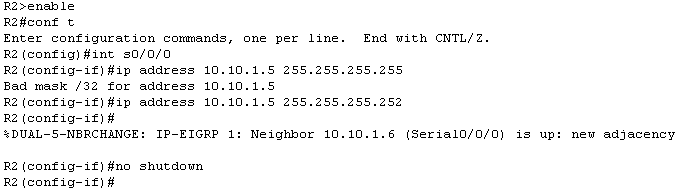 R2>enable
R2#conf t
Enter configuration commands, one per line.  End with CNTL/Z.
R2(config)#int s0/0/0
R2(config-if)#ip address 10.10.1.5 255.255.255.255
Bad mask /32 for address 10.10.1.5
R2(config-if)#ip address 10.10.1.5 255.255.255.252
R2(config-if)#
%DUAL-5-NBRCHANGE: IP-EIGRP 1: Neighbor 10.10.1.6 (Serial0/0/0) is up: new adjacency
R2(config-if)#no shutdown
R2(config-if)#